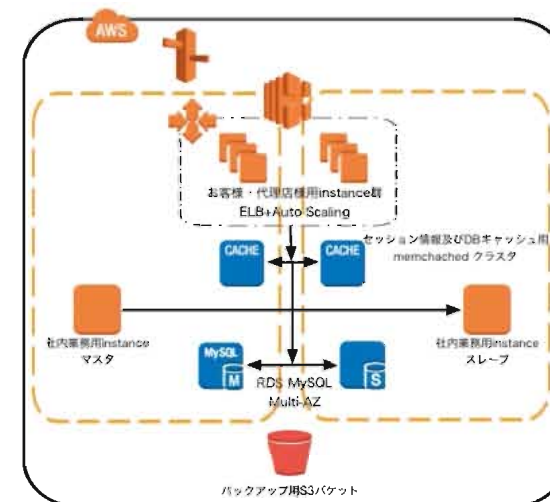 AWS
お客様・代理店様用instance群
ELB+Auto Scaling
セッション情報及びDBキャッシュ用
memchached クラスタ
CACHE
CACHE
社内業務用instance
マスタ
社内業務用instance
スレーブ
MySQL
M
S
RDS MySQL
Multi-AZ
バックアップ用S3バケット